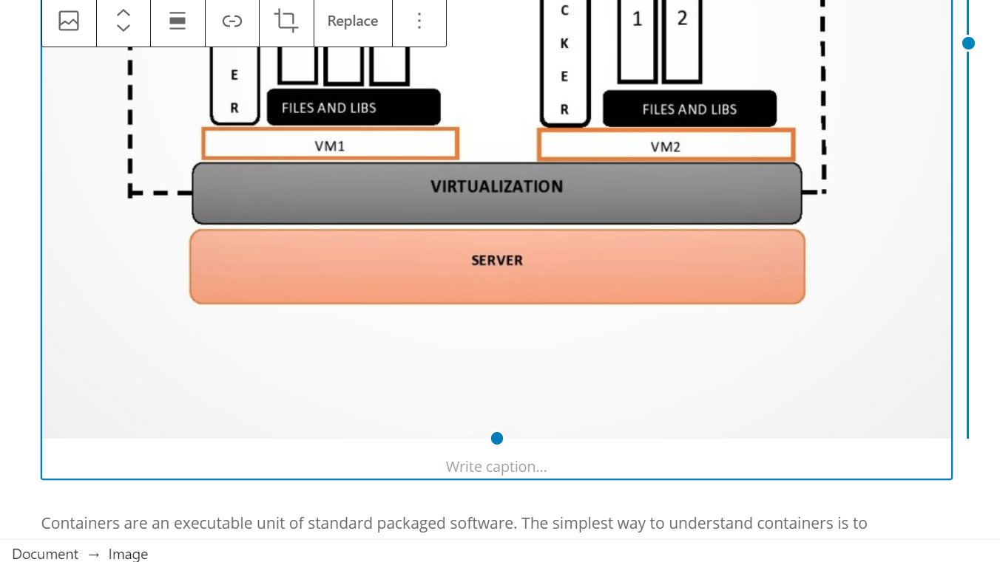 Replace
C
K
E
R
1 2
E
R
FILES AND LIBS
FILES AND LIBS
VM1
VM2
VIRTUALIZATION
SERVER
Write caption...
Containers are an executable unit of standard packaged software. The simplest way to understand containers is to
Document → Image